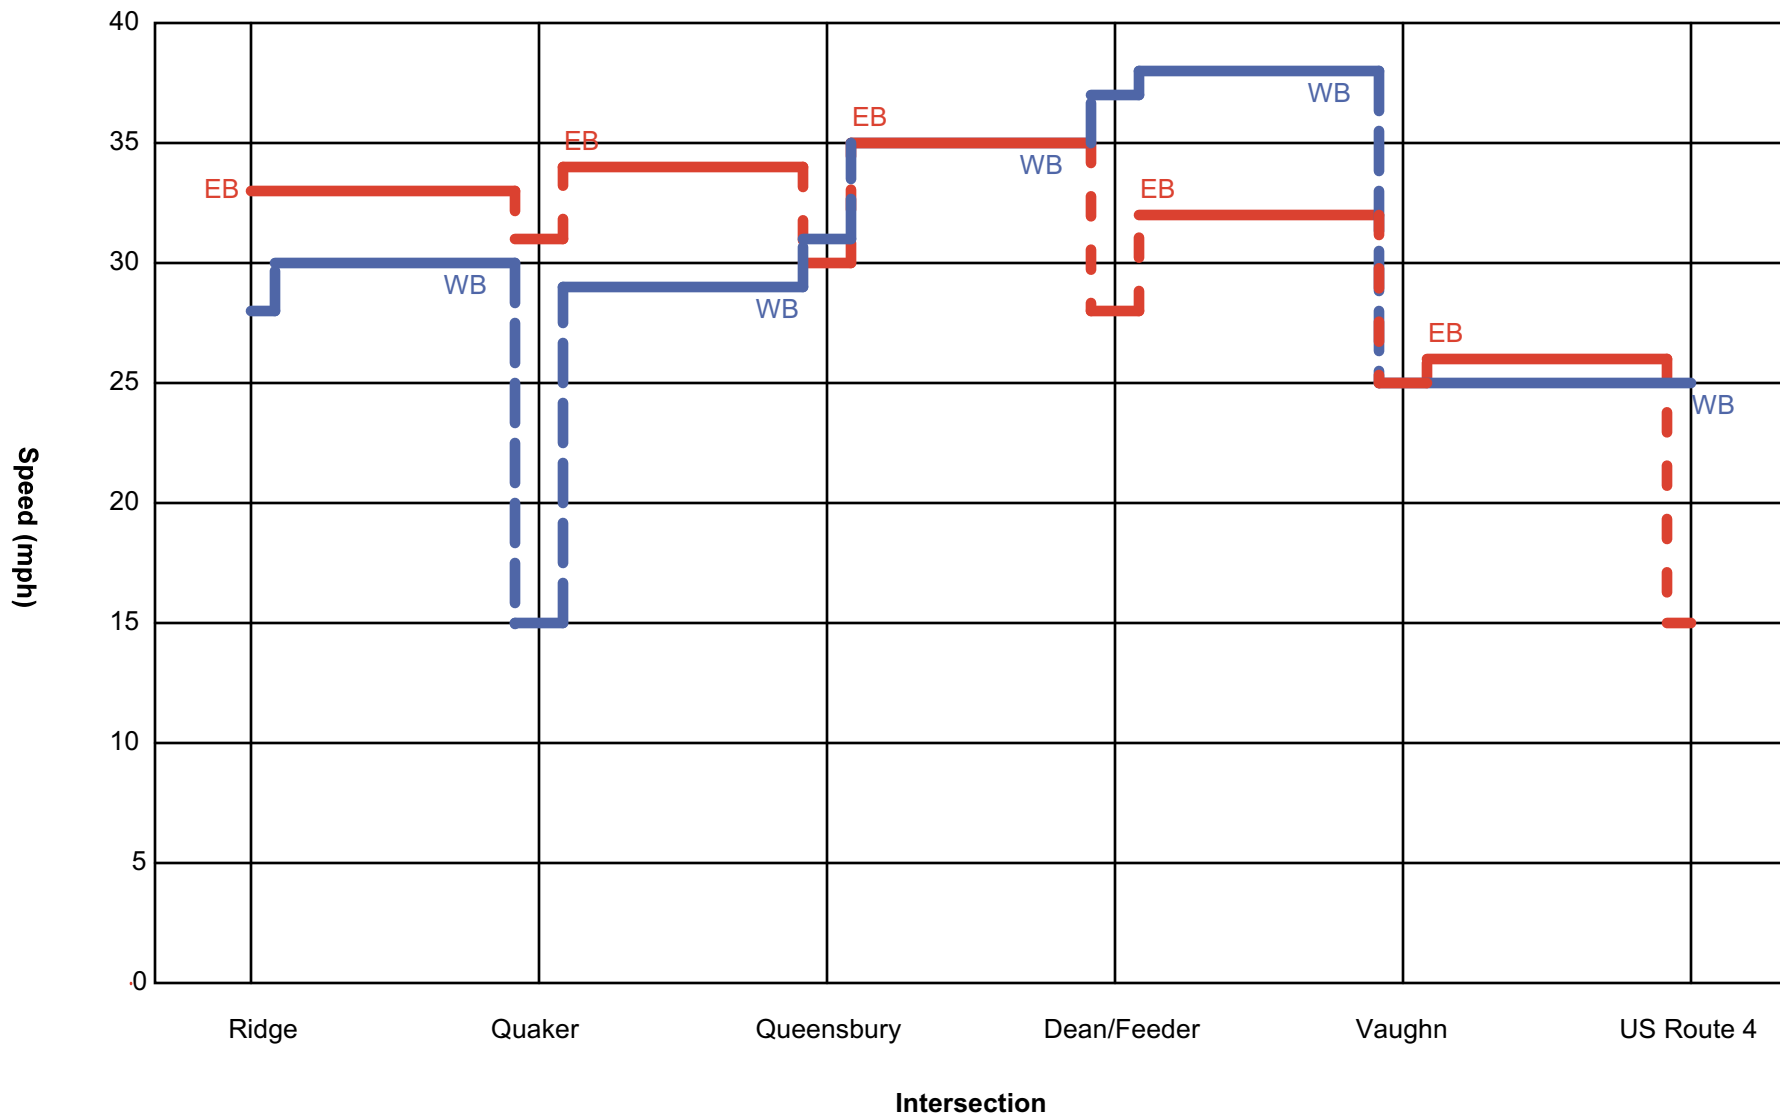 40
35
30
25
20
15
10
5
0
Speed (mph)
EB
EB
EB
EB
EB
WB
WB
WB
WB
WB
Ridge
Quaker
Queensbury
Dean/Feeder
Vaughn
US Route 4
Intersection